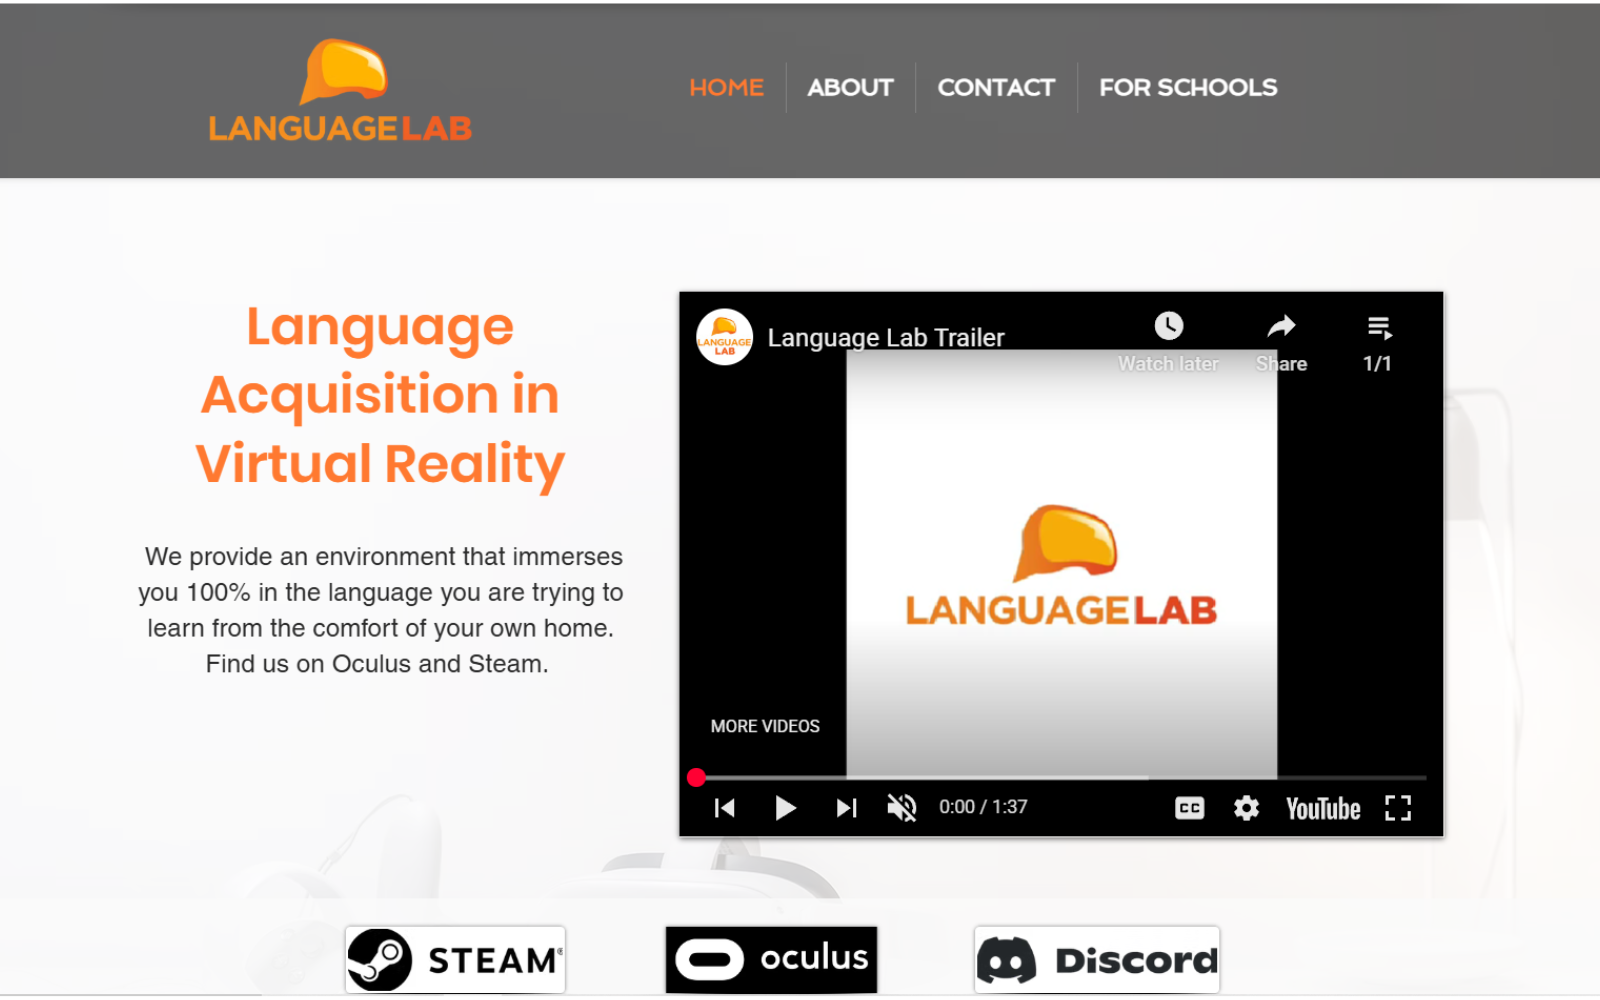 LANGUAGE LAB
HOME
ABOUT
CONTACT
FOR SCHOOLS
Language
Acquisition in
Virtual Reality
We provide an environment that immerses
you 100% in the language you are trying to
learn from the comfort of your own home.
Find us on Oculus and Steam.
LANGUAGE
LAB
Language Lab Trailer
Watch later
Share
1/1
LANGUAGE LAB
MORE VIDEOS
0:00 / 1:37
CC
YouTube
STEAM®
oculus
Discord